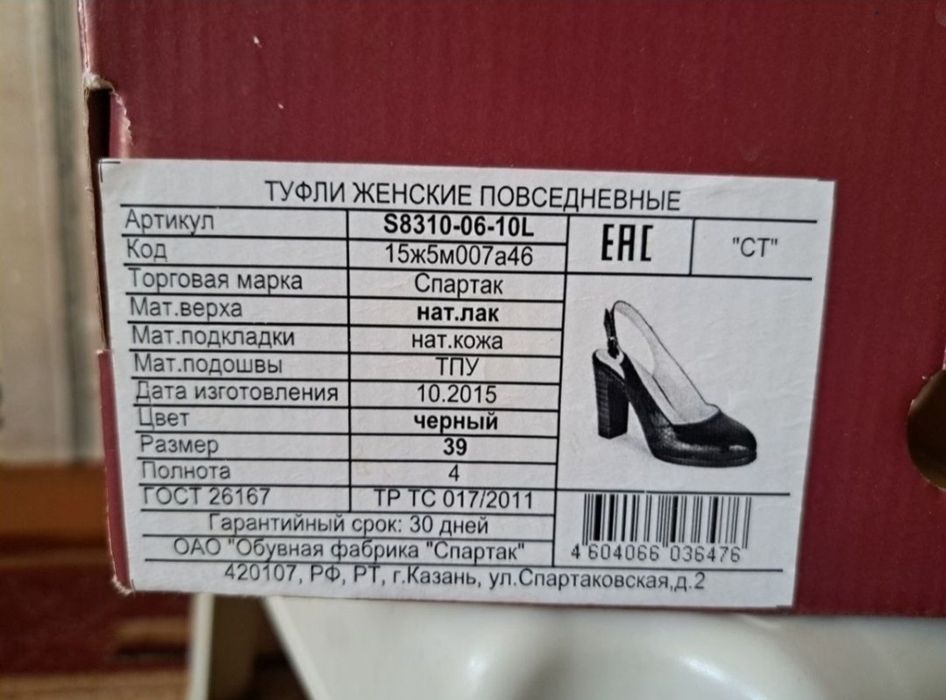 ТУФЛИ ЖЕНСКИЕ ПОВСЕДНЕВНЫЕ
Артикул S8310-06-10L
Код 15ж5м007а46
Торговая марка Спартак
Мат.верха нат.лак
Мат.подкладки нат.кожа
Мат.подошвы ТПУ
Дата изготовления 10.2015
Цвет черный
Размер 39
Полнота 4
ГОСТ 26167 ТР ТС 017/2011
Гарантийный срок: 30 дней
ОАО "Обувная фабрика "Спартак"
420107, РФ, РТ, г.Казань, ул.Спартаковская,д.2
ЕАС
"СТ"
4 604066 036476